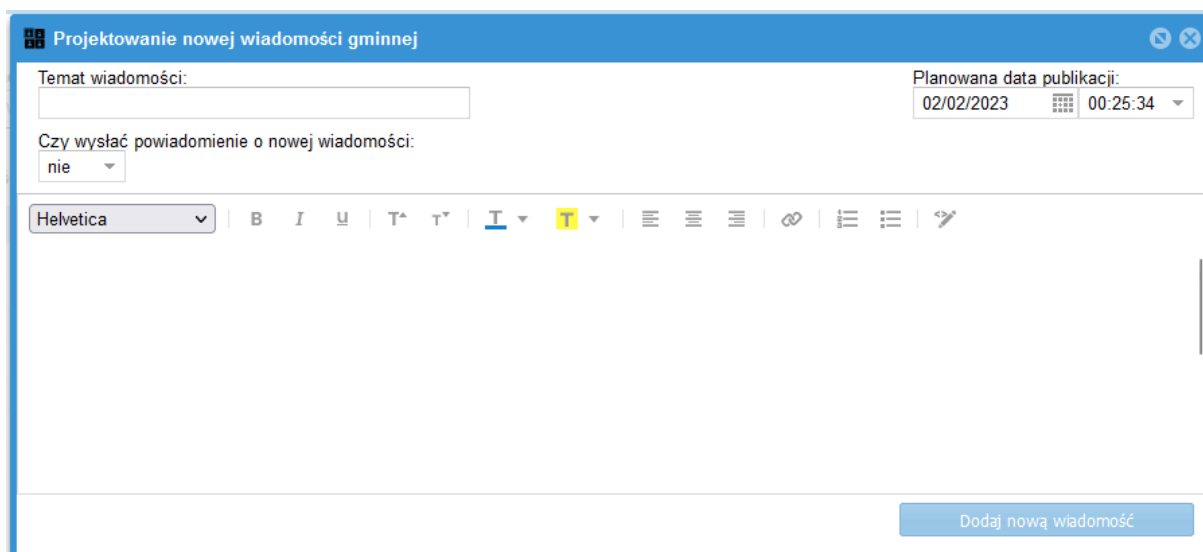 Projektowanie nowej wiadomości gminnej
Temat wiadomości:
Planowana data publikacji:
02/02/2023 00:25:34
Czy wysłać powiadomienie o nowej wiadomości:
nie
Helvetica B I U T T T T
Dodaj nową wiadomość